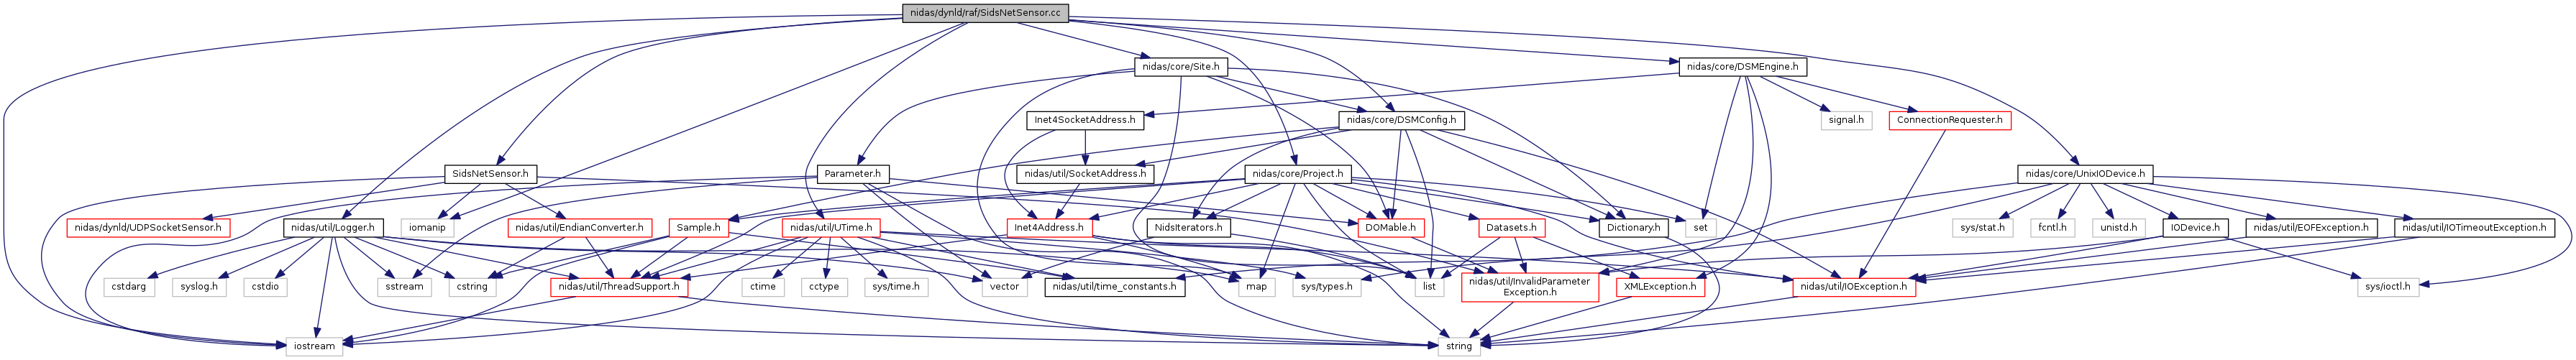 nidas/dynld/raf/SidsNetSensor.cc
nidas/core/Site.h
nidas/core/DSMEngine.h
Inet4SocketAddress.h
nidas/core/DSMConfig.h
signal.h
ConnectionRequester.h
SidsNetSensor.h
Parameter.h
nidas/util/SocketAddress.h
nidas/core/Project.h
nidas/core/UnixIODevice.h
nidas/dynld/UDPSocketSensor.h
nidas/util/Logger.h
iomanip
nidas/util/EndianConverter.h
Sample.h
nidas/util/UTime.h
Inet4Address.h
NidsIterators.h
DOMable.h
Datasets.h
Dictionary.h
set
sys/stat.h
fcntl.h
unistd.h
IODevice.h
nidas/util/EOFException.h
nidas/util/IOTimeoutException.h
cstdarg
syslog.h
cstdio
sstream
cstring
nidas/util/ThreadSupport.h
ctime
cctype
sys/time.h
vector
nidas/util/time_constants.h
map
sys/types.h
list
nidas/util/InvalidParameter
Exception.h
XMLException.h
nidas/util/IOException.h
sys/ioctl.h
iostream
string